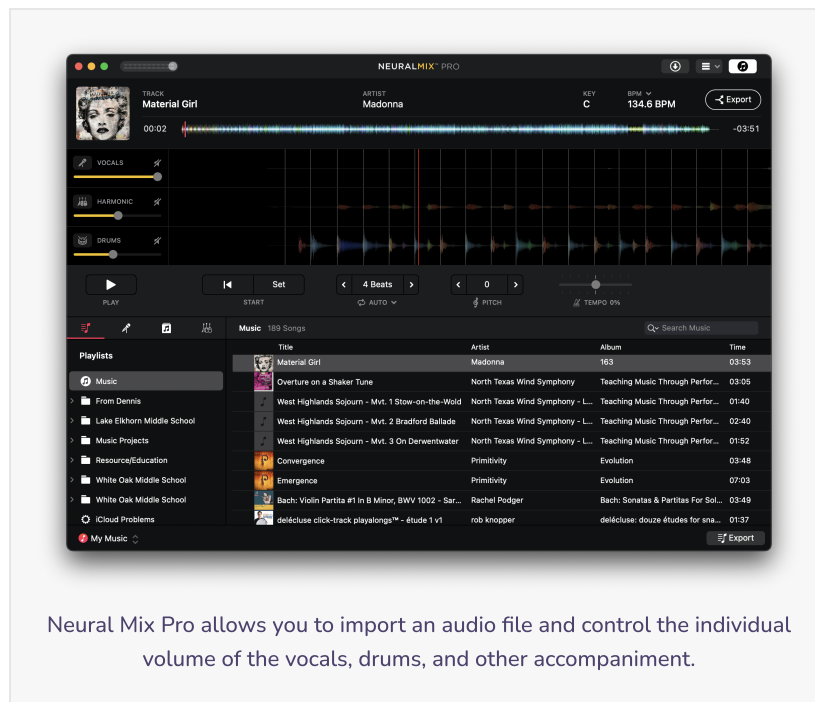 NEURALMIX™ PRO
TRACK
Material Girl
ARTIST
Madonna
KEY
C
BPM
134.6 BPM
Export
00:02
-03:51
VOCALS
HARMONIC
DRUMS
Set
4 Beats
0
PLAY
START
AUTO
PITCH
TEMPO 0%
Music 189 Songs
Search Music
Playlists
Music
From Dennis
Lake Elkhorn Middle School
Music Projects
Resource/Education
White Oak Middle School
White Oak Middle School
iCloud Problems
My Music
Title Artist Album Time
Material Girl Madonna 163 03:53
Overture on a Shaker Tune North Texas Wind Symphony Teaching Music Through Perfor... 03:05
West Highlands Sojourn - Mvt. 1 Stow-on-the-Wold North Texas Wind Symphony - L... Teaching Music Through Perfor... 01:40
West Highlands Sojourn - Mvt. 2 Bradford Ballade North Texas Wind Symphony - L... Teaching Music Through Perfor... 02:40
West Highlands Sojourn - Mvt. 3 On Derwentwater North Texas Wind Symphony - L... Teaching Music Through Perfor... 01:52
Convergence Primitivity Evolution 03:48
Emergence Primitivity Evolution 07:03
Bach: Violin Partita #1 In B Minor, BWV 1002 - Sar... Rachel Podger Bach: Sonatas & Partitas For Sol... 03:49
delécluse click-track playalongs™ - étude 1 v1 rob knopper delécluse: douze études for sna... 01:37
Export
Neural Mix Pro allows you to import an audio file and control the individual
volume of the vocals, drums, and other accompaniment.